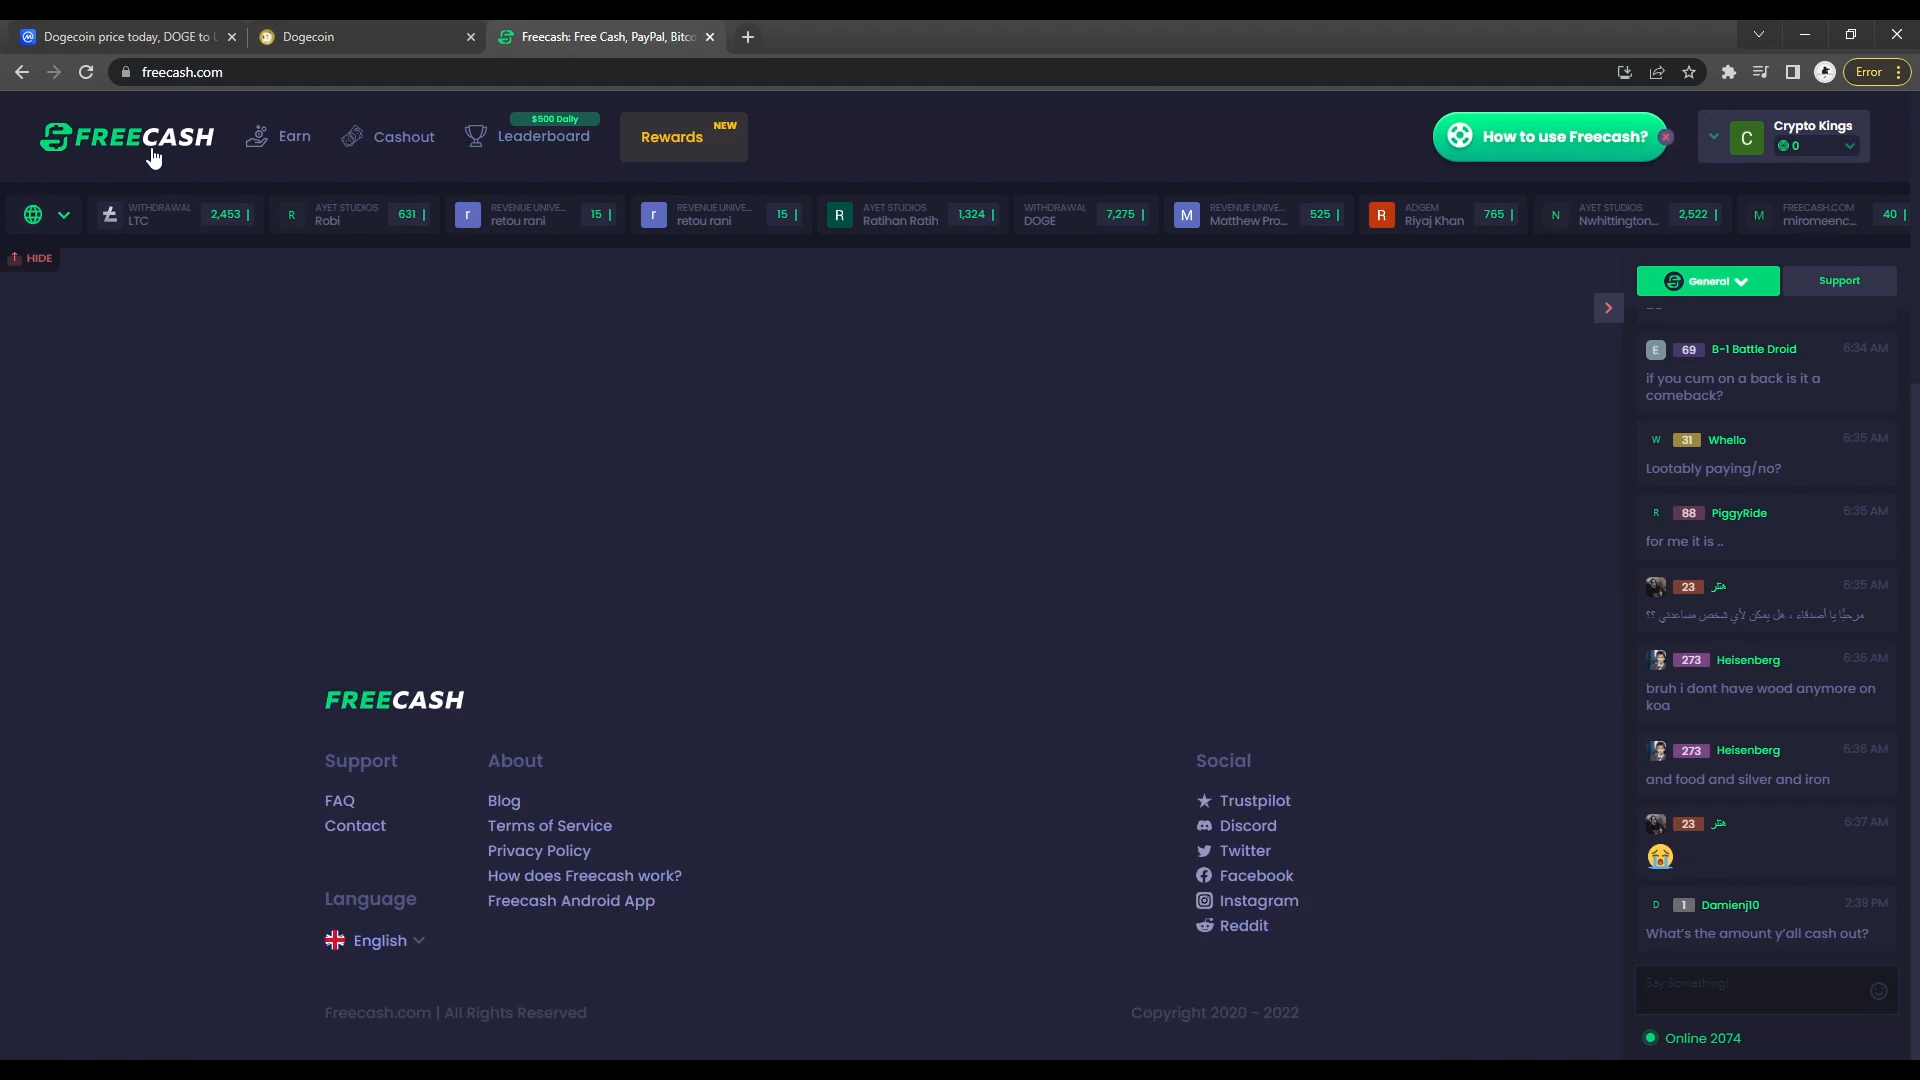 Dogecoin price today, DOGE to U
Dogecoin
Freecash: Free Cash, PayPal, Bitco
freecash.com
Error
FREECASH
Earn
Cashout
$500 Daily
Leaderboard
Rewards
NEW
How to use Freecash?
C
Crypto Kings
0
WITHDRAWAL
LTC
2,453
R
AYET STUDIOS
Robi
631
r
REVENUE UNIVE...
retou rani
15
r
REVENUE UNIVE...
retou rani
15
R
AYET STUDIOS
Ratihan Ratih
1,324
WITHDRAWAL
DOGE
7,275
M
REVENUE UNIVE...
Matthew Pro...
525
R
ADGEM
Riyaj Khan
765
N
AYET STUDIOS
Nwhittington...
2,522
M
FREECASH.COM
miromeenc...
40
HIDE
General
Support
E 69 B-1 Battle Droid 6:34 AM
if you cum on a back is it a
comeback?
W 31 Whello 6:35 AM
Lootably paying/no?
R 88 PiggyRide 6:35 AM
for me it is ..
23 هتلر 6:35 AM
مرحبًا يا أصدقاء ، هل يمكن لأي شخص مساعدتي ؟؟
273 Heisenberg 6:36 AM
bruh i dont have wood anymore on
koa
273 Heisenberg 6:36 AM
and food and silver and iron
23 هتلر 6:37 AM
😭
D 1 Damienj10 2:39 PM
What's the amount y'all cash out?
Say Something!
Online 2074
FREECASH
Support
FAQ
Contact
Language
English
About
Blog
Terms of Service
Privacy Policy
How does Freecash work?
Freecash Android App
Social
Trustpilot
Discord
Twitter
Facebook
Instagram
Reddit
Freecash.com | All Rights Reserved
Copyright 2020 - 2022